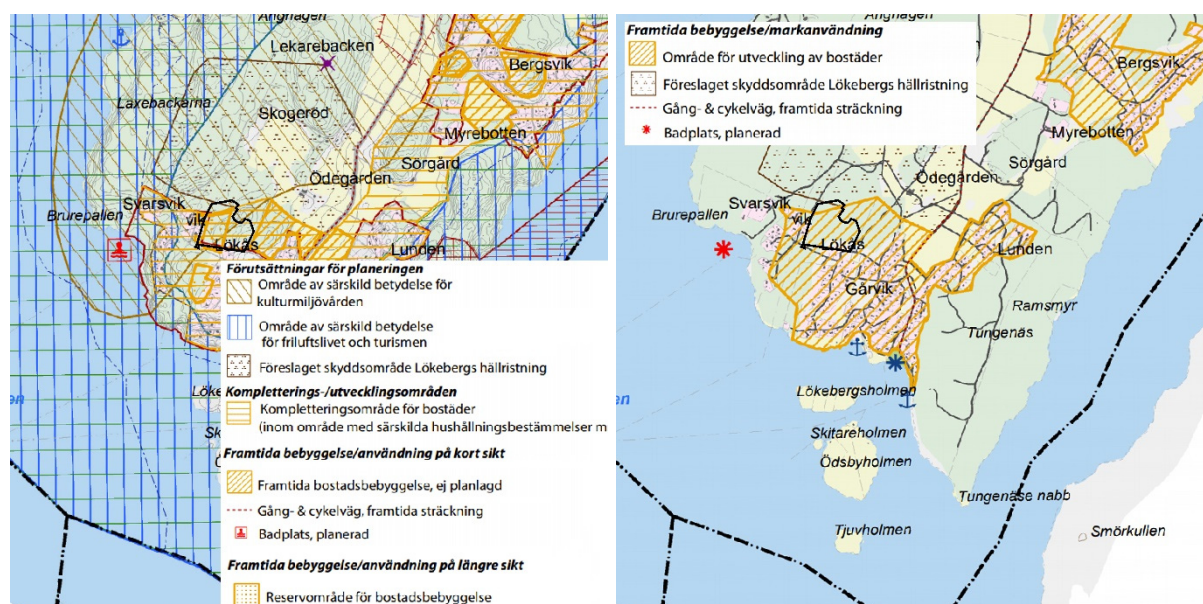 Änghagen
Lekarebacken
Bergsvik
Laxebackarna
Skogeröd
Myrebotten
Sörgård
Ödegården
Svarsvik
Brurepallen
vik
Lökås
Lunden
Förutsättningar för planeringen
Område av särskild betydelse för
kulturmiljövården
Område av särskild betydelse
för friluftslivet och turismen
Föreslaget skyddsområde Lökebergs hällristning
Kompletterings-/utvecklingsområden
Kompletteringsområde för bostäder
(inom område med särskilda hushållningsbestämmelser m
Framtida bebyggelse/användning på kort sikt
Framtida bostadsbebyggelse, ej planlagd
Gång- & cykelväg, framtida sträckning
Badplats, planerad
Framtida bebyggelse/användning på längre sikt
Reservområde för bostadsbebyggelse
Änghagen
Framtida bebyggelse/markanvändning
Område för utveckling av bostäder
Föreslaget skyddsområde Lökebergs hällristning
Gång- & cykelväg, framtida sträckning
Badplats, planerad
Bergsvik
Myrebotten
Sörgård
Ödegården
Svarsvik
Brurepallen
vik
Lökås
Lunden
Gårvik
Ramsmyr
Tungenäs
Lökebergsholmen
Skitareholmen
Ödsbyholmen
Tungenäse nabb
Tjuvholmen
Smörkullen